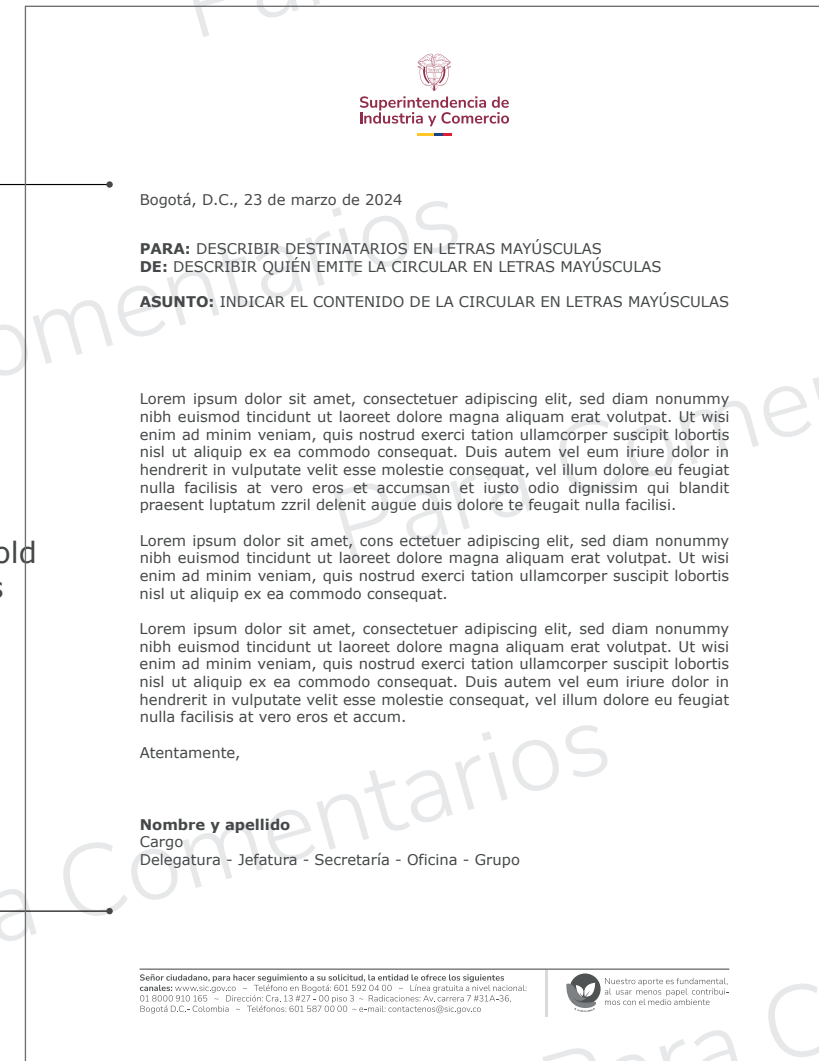 Superintendencia de
Industria y Comercio
Bogotá, D.C., 23 de marzo de 2024
PARA: DESCRIBIR DESTINATARIOS EN LETRAS MAYÚSCULAS
DE: DESCRIBIR QUIÉN EMITE LA CIRCULAR EN LETRAS MAYÚSCULAS
ASUNTO: INDICAR EL CONTENIDO DE LA CIRCULAR EN LETRAS MAYÚSCULAS
Lorem ipsum dolor sit amet, consectetuer adipiscing elit, sed diam nonummy
nibh euismod tincidunt ut laoreet dolore magna aliquam erat volutpat. Ut wisi
enim ad minim veniam, quis nostrud exerci tation ullamcorper suscipit lobortis
nisl ut aliquip ex ea commodo consequat. Duis autem vel eum iriure dolor in
hendrerit in vulputate velit esse molestie consequat, vel illum dolore eu feugiat
nulla facilisis at vero eros et accumsan et iusto odio dignissim qui blandit
praesent luptatum zzril delenit augue duis dolore te feugait nulla facilisi.
Lorem ipsum dolor sit amet, cons ectetuer adipiscing elit, sed diam nonummy
nibh euismod tincidunt ut laoreet dolore magna aliquam erat volutpat. Ut wisi
enim ad minim veniam, quis nostrud exerci tation ullamcorper suscipit lobortis
nisl ut aliquip ex ea commodo consequat.
old
s
Lorem ipsum dolor sit amet, consectetuer adipiscing elit, sed diam nonummy
nibh euismod tincidunt ut laoreet dolore magna aliquam erat volutpat. Ut wisi
enim ad minim veniam, quis nostrud exerci tation ullamcorper suscipit lobortis
nisl ut aliquip ex ea commodo consequat. Duis autem vel eum iriure dolor in
hendrerit in vulputate velit esse molestie consequat, vel illum dolore eu feugiat
nulla facilisis at vero eros et accum.
Atentamente,
Nombre y apellido
Cargo
Delegatura - Jefatura - Secretaría - Oficina - Grupo
Señor ciudadano, para hacer seguimiento a su solicitud, la entidad le ofrece los siguientes
canales: www.sic.gov.co ~ Teléfono en Bogotá: 601 592 04 00 ~ Línea gratuita a nivel nacional:
01 8000 910 165 ~ Dirección: Cra. 13 #27 - 00 piso 3 ~ Radicaciones: Av. carrera 7 #31A-36,
Bogotá D.C.- Colombia ~ Teléfonos: 601 587 00 00 ~ e-mail: contactenos@sic.gov.co
Nuestro aporte es fundamental,
al usar menos papel contribui-
mos con el medio ambiente
Para Comentarios